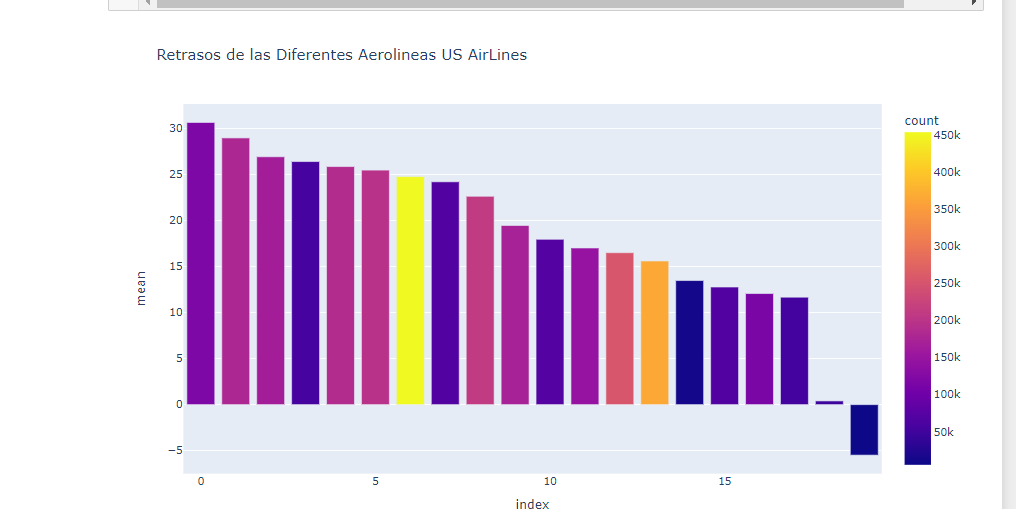 Retrasos de las Diferentes Aerolineas US AirLines
count
450k
400k
350k
300k
250k
200k
150k
100k
50k
mean
30
25
20
15
10
5
0
−5
0 5 10 15
index